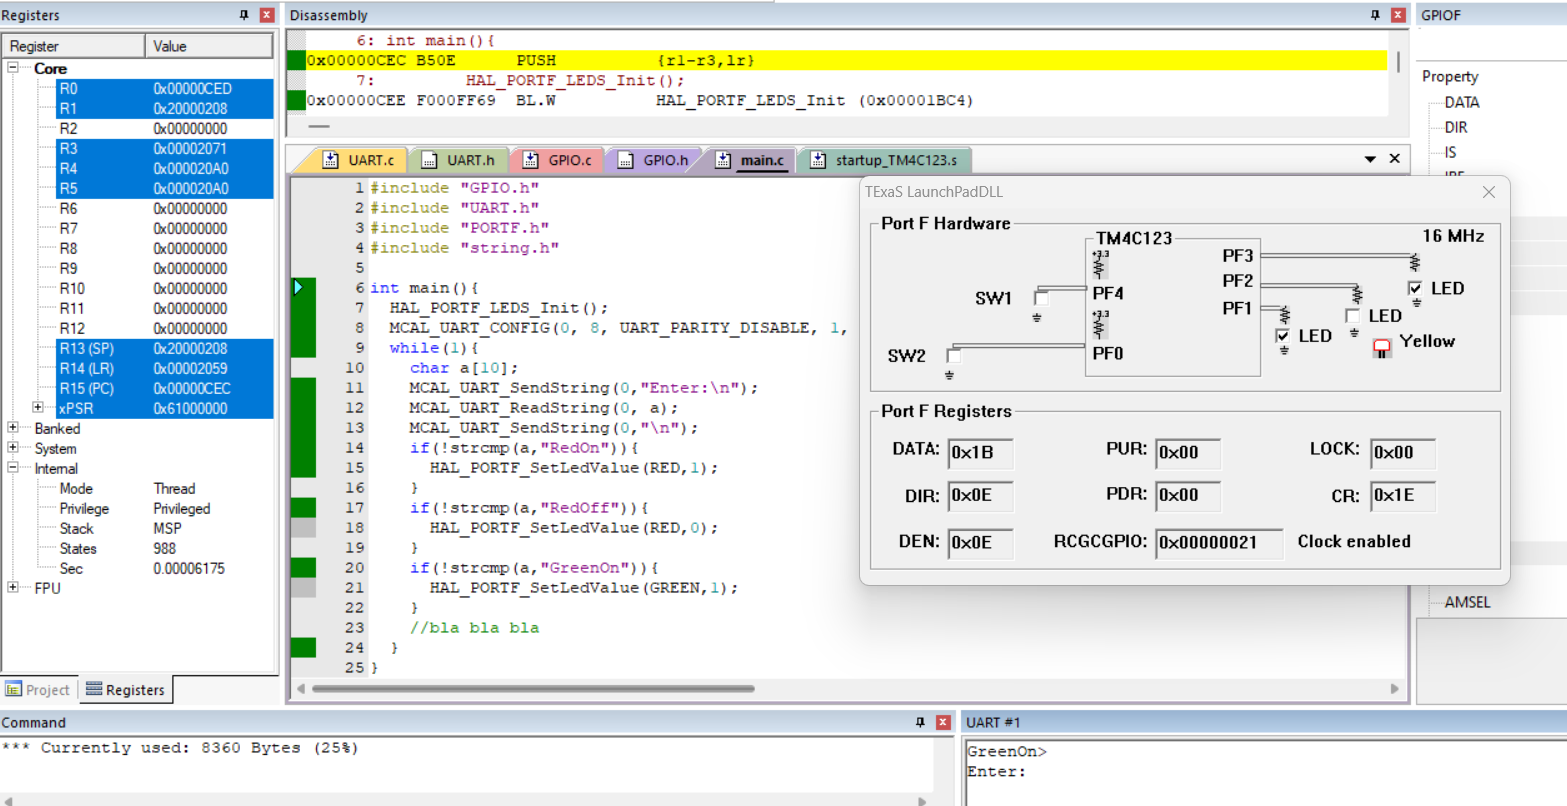 Registers
Register Value
Core
R0 0x00000CED
R1 0x20000208
R2 0x00000000
R3 0x00002071
R4 0x000020A0
R5 0x000020A0
R6 0x00000000
R7 0x00000000
R8 0x00000000
R9 0x00000000
R10 0x00000000
R11 0x00000000
R12 0x00000000
R13 (SP) 0x20000208
R14 (LR) 0x00002059
R15 (PC) 0x00000CEC
xPSR 0x61000000
Banked
System
Internal
Mode Thread
Privilege Privileged
Stack MSP
States 988
Sec 0.00006175
FPU
Project Registers
Disassembly
6: int main(){
0x00000CEC B50E PUSH {r1-r3,lr}
7: HAL_PORTF_LEDS_Init();
0x00000CEE F000FF69 BL.W HAL_PORTF_LEDS_Init (0x00001BC4)
UART.c UART.h GPIO.c GPIO.h main.c startup_TM4C123.s
1 #include "GPIO.h"
2 #include "UART.h"
3 #include "PORTF.h"
4 #include "string.h"
5
6 int main(){
7 HAL_PORTF_LEDS_Init();
8 MCAL_UART_CONFIG(0, 8, UART_PARITY_DISABLE, 1,
9 while(1){
10 char a[10];
11 MCAL_UART_SendString(0,"Enter:\n");
12 MCAL_UART_ReadString(0, a);
13 MCAL_UART_SendString(0,"\n");
14 if(!strcmp(a,"RedOn")){
15 HAL_PORTF_SetLedValue(RED,1);
16 }
17 if(!strcmp(a,"RedOff")){
18 HAL_PORTF_SetLedValue(RED,0);
19 }
20 if(!strcmp(a,"GreenOn")){
21 HAL_PORTF_SetLedValue(GREEN,1);
22 }
23 //bla bla bla
24 }
25 }
GPIOF
Property
DATA
DIR
IS
AMSEL
TExaS LaunchPadDLL
Port F Hardware
TM4C123
16 MHz
+3.3
PF3
PF2
PF1
SW1
PF4
LED
LED
LED
+3.3
Yellow
SW2
PF0
Port F Registers
DATA: 0x1B PUR: 0x00 LOCK: 0x00
DIR: 0x0E PDR: 0x00 CR: 0x1E
DEN: 0x0E RCGCGPIO: 0x00000021 Clock enabled
Command
*** Currently used: 8360 Bytes (25%)
UART #1
GreenOn>
Enter: